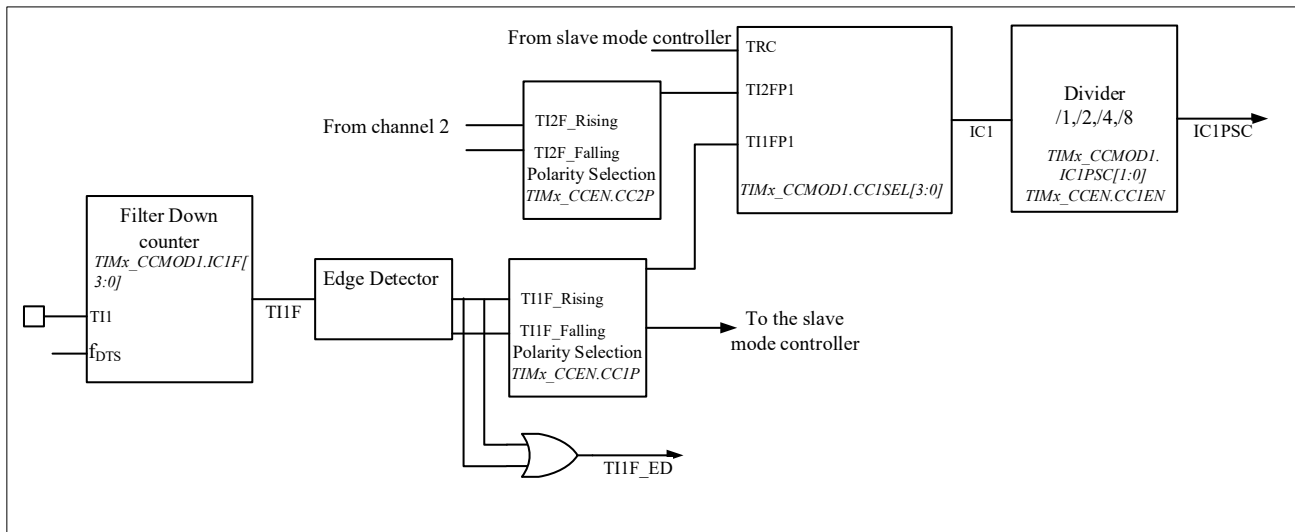 From slave mode controller
TRC
TI2FP1
TI1FP1
TIMx_CCMOD1.CC1SEL[3:0]
IC1
Divider
/1,/2,/4,/8
TIMx_CCMOD1.
IC1PSC[1:0]
TIMx_CCEN.CC1EN
IC1PSC
From channel 2
TI2F_Rising
TI2F_Falling
Polarity Selection
TIMx_CCEN.CC2P
Filter Down
counter
TIMx_CCMOD1.IC1F[
3:0]
TI1
fDTS
TI1F
Edge Detector
TI1F_Rising
TI1F_Falling
Polarity Selection
TIMx_CCEN.CC1P
To the slave
mode controller
TI1F_ED